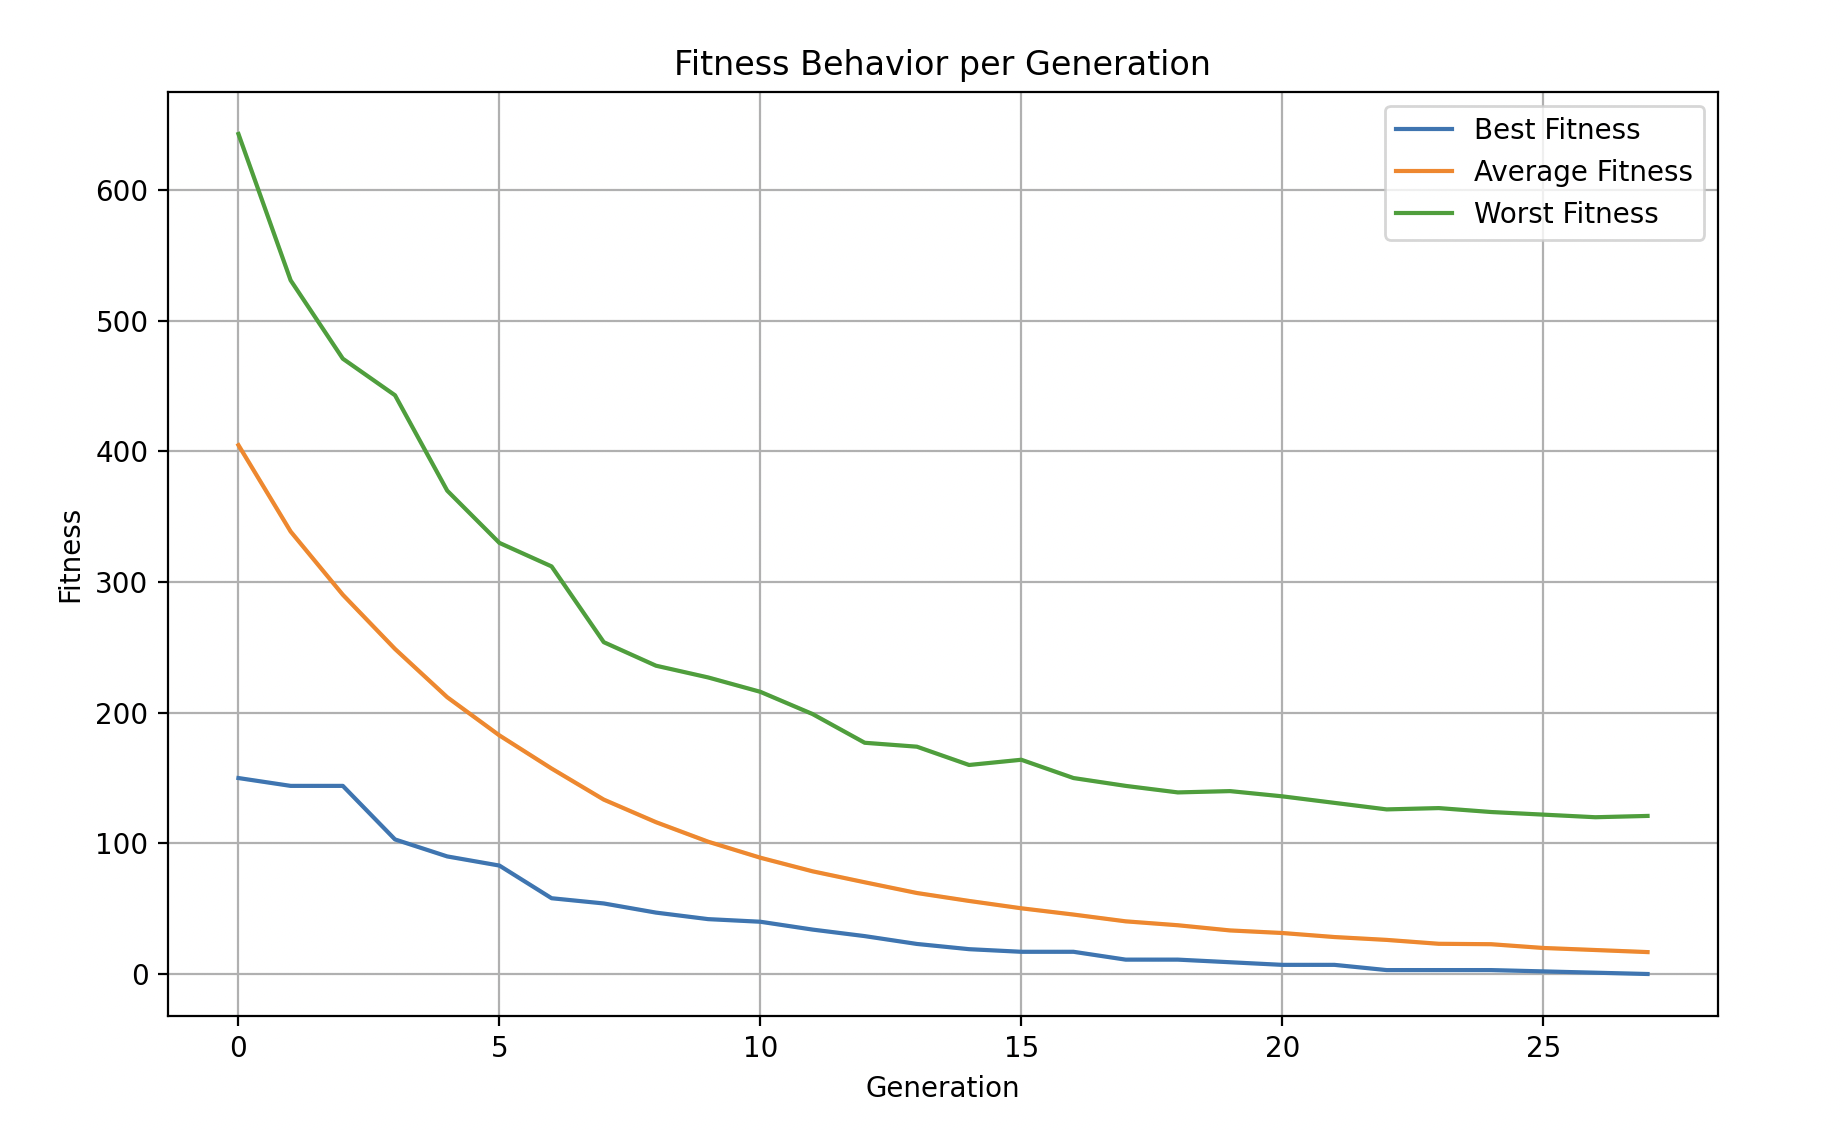 Fitness Behavior per Generation
Best Fitness
Average Fitness
Worst Fitness
600
500
400
300
200
100
0
Fitness
0 5 10 15 20 25
Generation